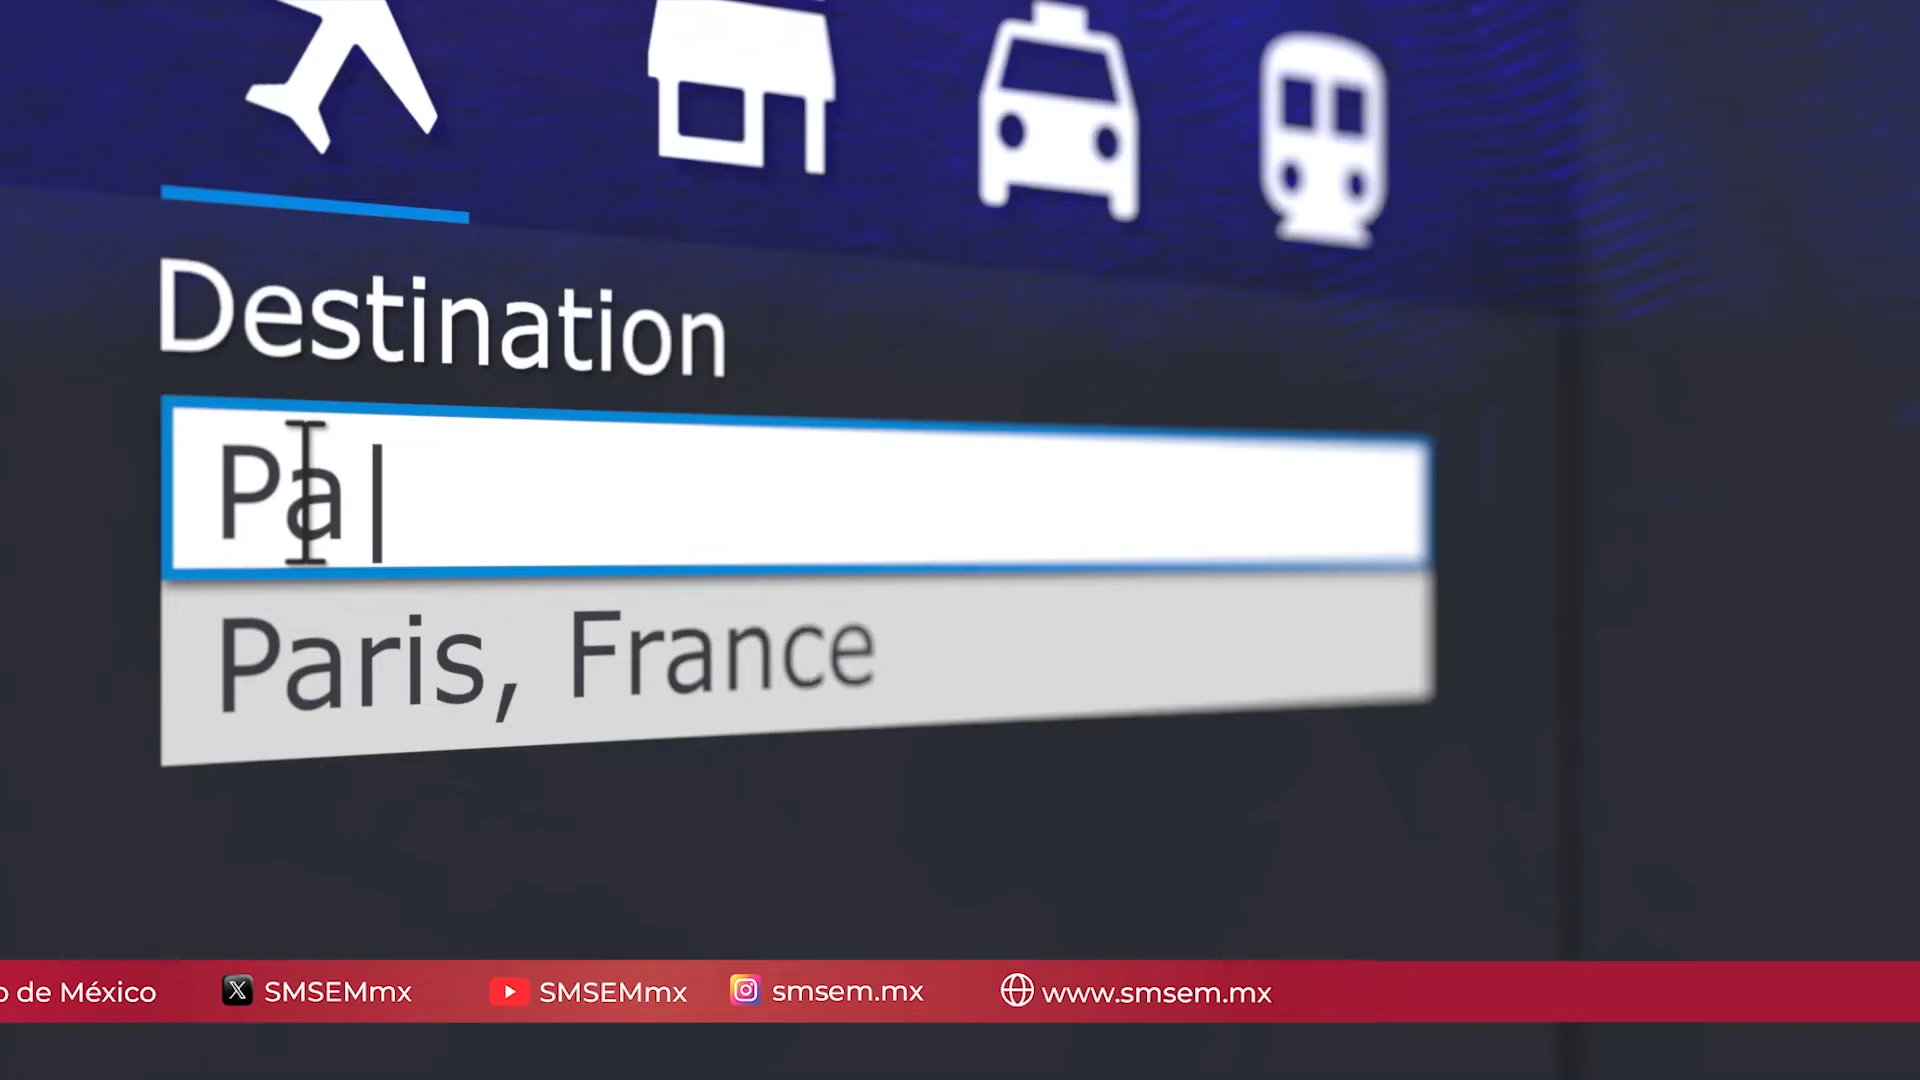 Destination
Pa
Paris, France
de México SMSEMmx SMSEMmx smsem.mx www.smsem.mx